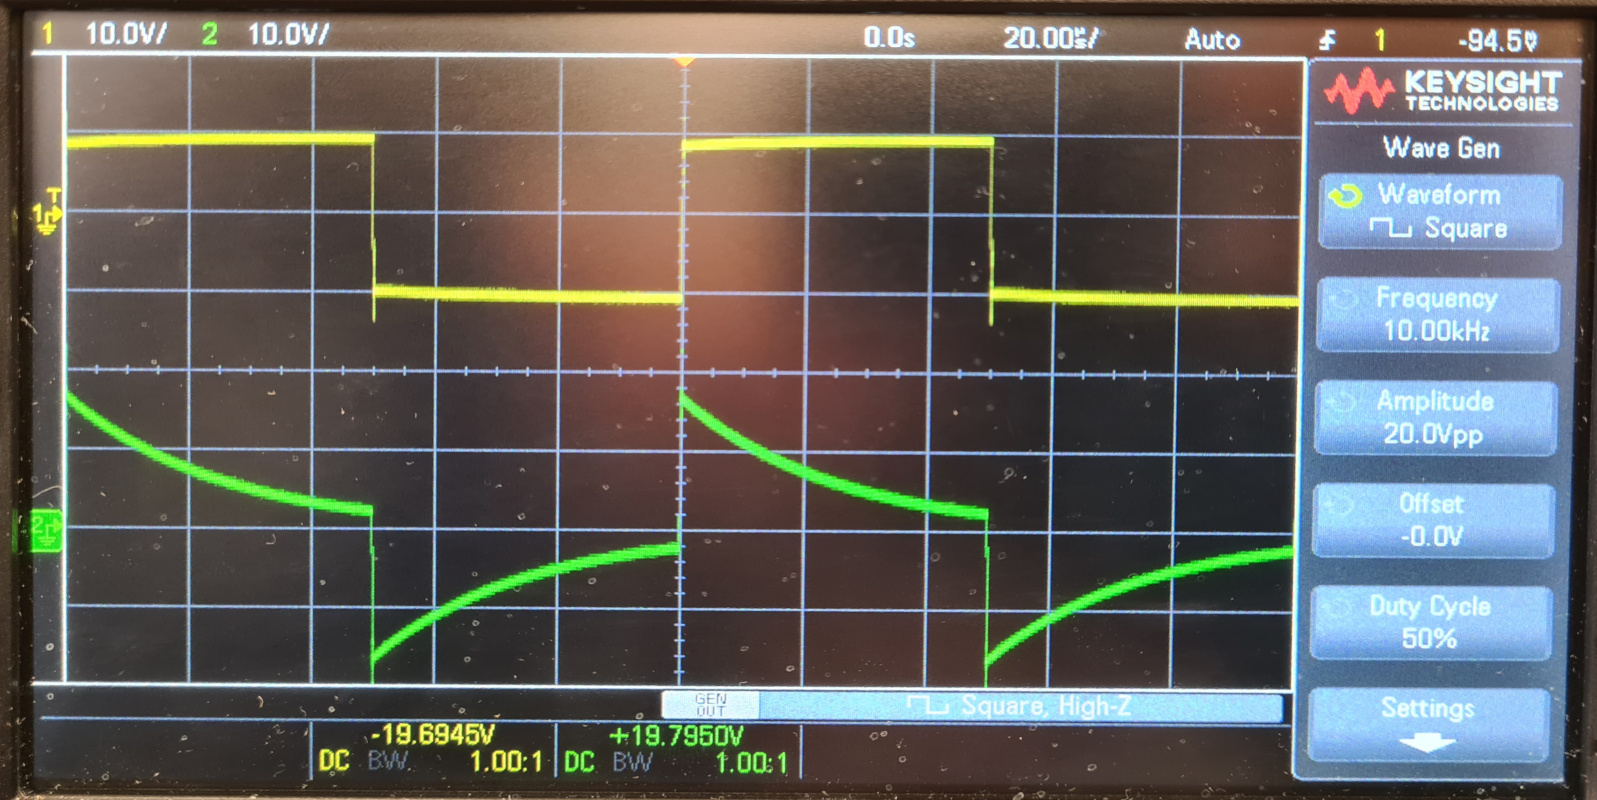 1 10.0V/ 2 10.0V/ 0.0s 20.00µs/ Auto 1 -94.5V
KEYSIGHT
TECHNOLOGIES
Wave Gen
Waveform
Square
Frequency
10.00kHz
Amplitude
20.0Vpp
Offset
-0.0V
Duty Cycle
50%
Settings
T
1
2
GEN
OUT
Square, High-Z
-19.6945V
DC BW 1.00:1
+19.7950V
DC BW 1.00:1